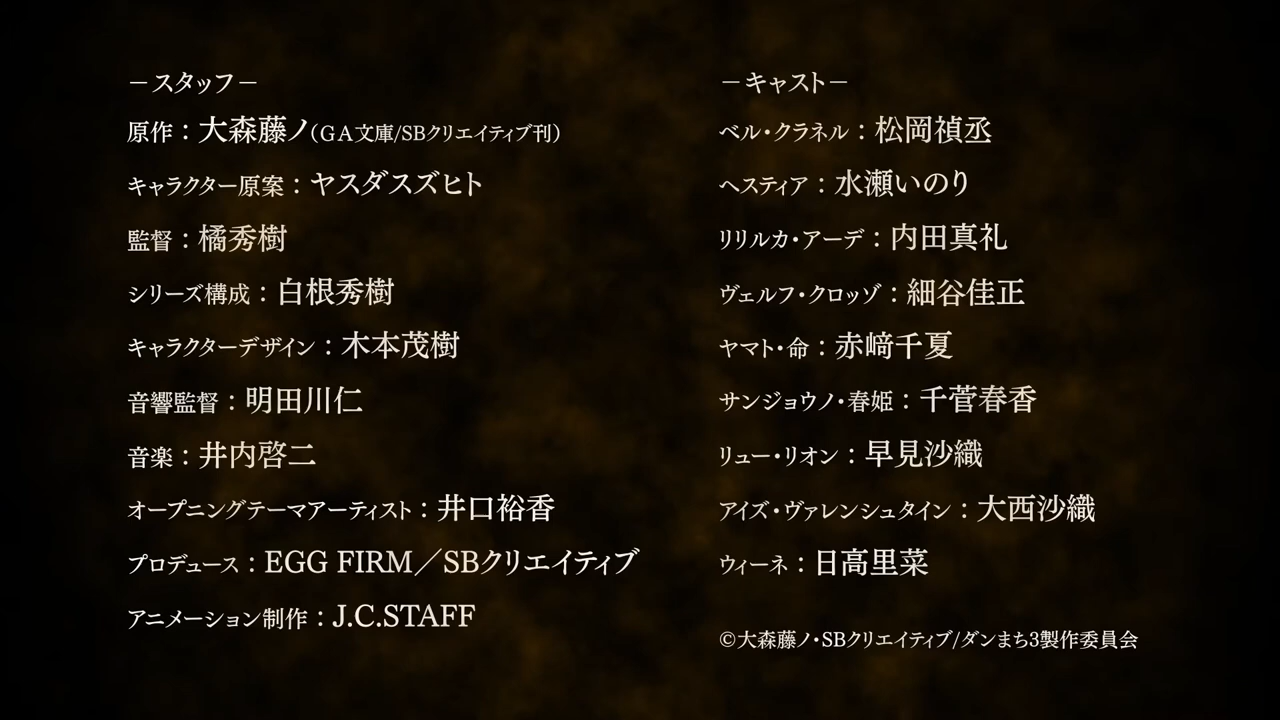 －スタッフ－
原作：大森藤ノ(ＧＡ文庫/SBクリエイティブ刊)
キャラクター原案：ヤスダスズヒト
監督：橘秀樹
シリーズ構成：白根秀樹
キャラクターデザイン：木本茂樹
音響監督：明田川仁
音楽：井内啓二
オープニングテーマアーティスト：井口裕香
プロデュース：EGG FIRM／SBクリエイティブ
アニメーション制作：J.C.STAFF
－キャスト－
ベル・クラネル：松岡禎丞
ヘスティア：水瀬いのり
リリルカ・アーデ：内田真礼
ヴェルフ・クロッゾ：細谷佳正
ヤマト・命：赤﨑千夏
サンジョウノ・春姫：千菅春香
リュー・リオン：早見沙織
アイズ・ヴァレンシュタイン：大西沙織
ウィーネ：日高里菜
©大森藤ノ・SBクリエイティブ/ダンまち3製作委員会